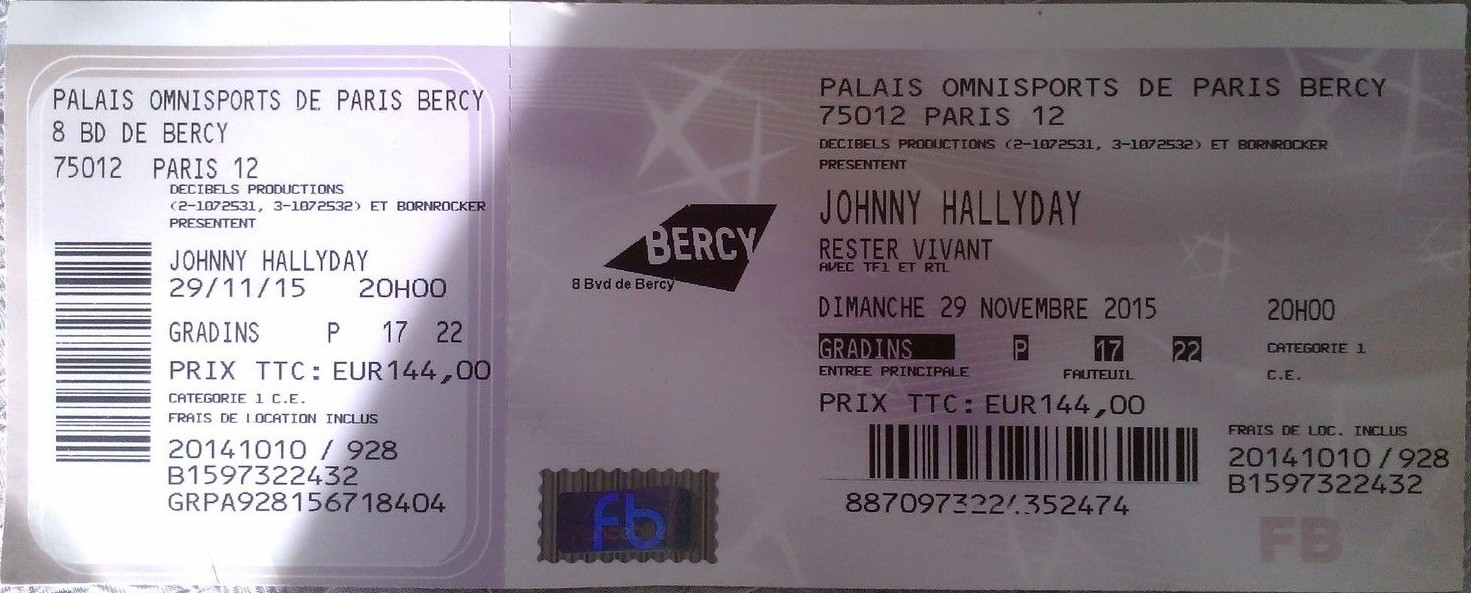 PALAIS OMNISPORTS DE PARIS BERCY
8 BD DE BERCY
75012 PARIS 12
DECIBELS PRODUCTIONS
(2-1072531, 3-1072532) ET BORNROCKER
PRESENTENT
JOHNNY HALLYDAY
29/11/15 20H00
GRADINS P 17 22
PRIX TTC: EUR144,00
CATEGORIE 1 C.E.
FRAIS DE LOCATION INCLUS
20141010 / 928
B1597322432
GRPA928156718404
BERCY
8 Bvd de Bercy
fb
PALAIS OMNISPORTS DE PARIS BERCY
75012 PARIS 12
DECIBELS PRODUCTIONS (2-1072531, 3-1072532) ET BORNROCKER
PRESENTENT
JOHNNY HALLYDAY
RESTER VIVANT
AVEC TF1 ET RTL
DIMANCHE 29 NOVEMBRE 2015 20H00
GRADINS P 17 22 CATEGORIE 1
ENTREE PRINCIPALE FAUTEUIL C.E.
PRIX TTC: EUR144,00
FRAIS DE LOC. INCLUS
20141010 / 928
B1597322432
FB